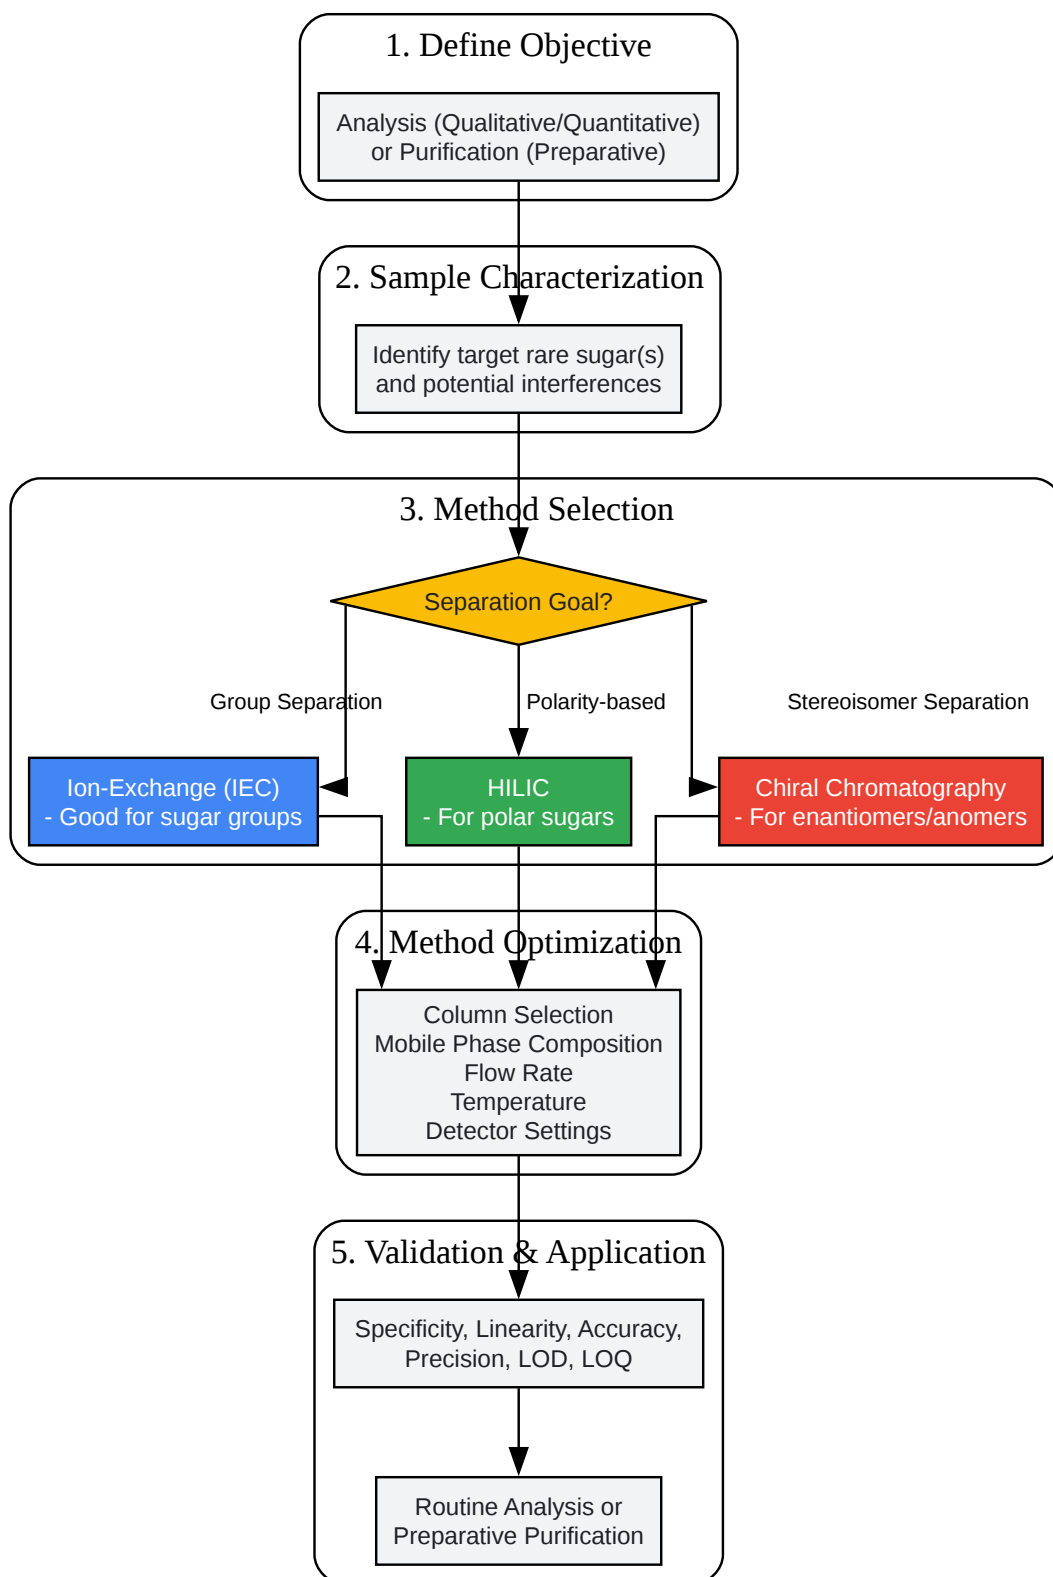 1. Define Objective
Analysis (Qualitative/Quantitative)
or Purification (Preparative)
2. Sample Characterization
Identify target rare sugar(s)
and potential interferences
3. Method Selection
Separation Goal?
Group Separation
Polarity-based
Stereoisomer Separation
Ion-Exchange (IEC)
- Good for sugar groups
HILIC
- For polar sugars
Chiral Chromatography
- For enantiomers/anomers
4. Method Optimization
Column Selection
Mobile Phase Composition
Flow Rate
Temperature
Detector Settings
5. Validation & Application
Specificity, Linearity, Accuracy,
Precision, LOD, LOQ
Routine Analysis or
Preparative Purification